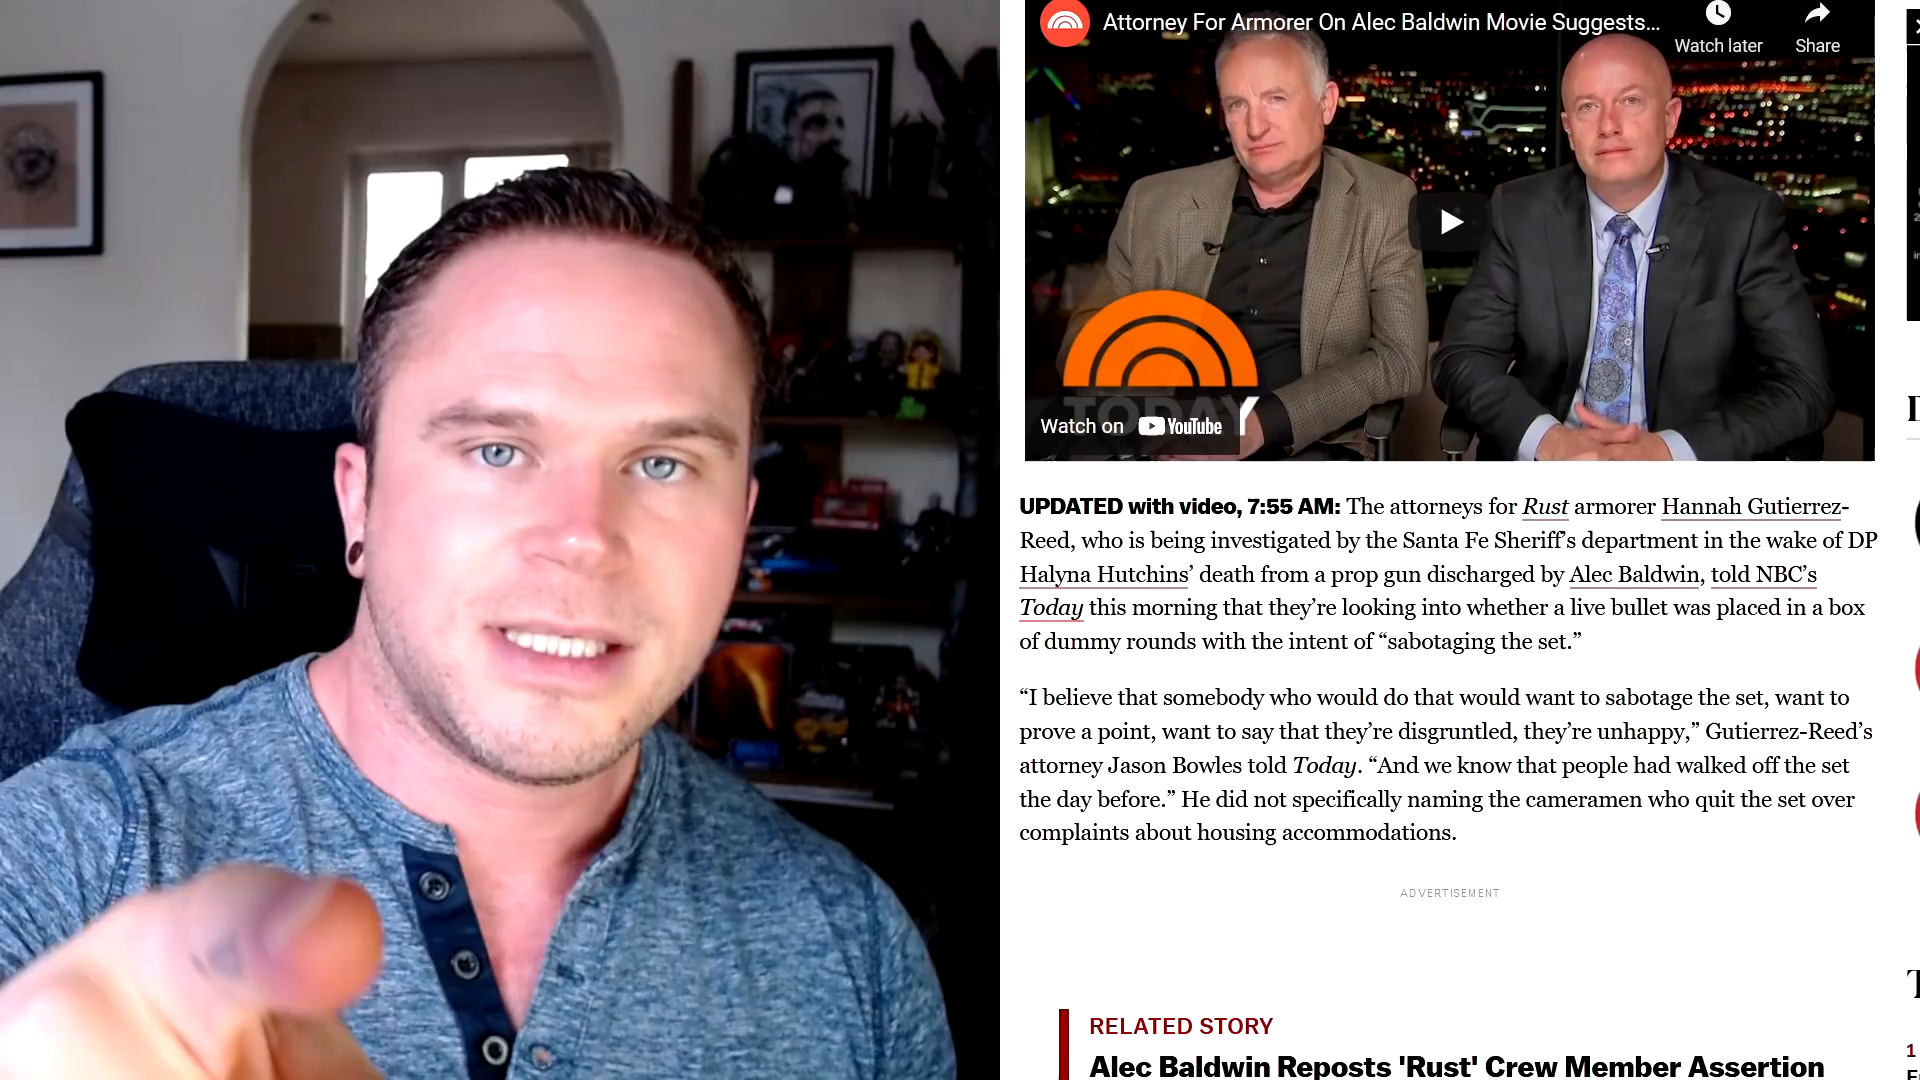 Attorney For Armorer On Alec Baldwin Movie Suggests...
Watch later
Share
TODAY
Watch on YouTube
UPDATED with video, 7:55 AM: The attorneys for Rust armorer Hannah Gutierrez-
Reed, who is being investigated by the Santa Fe Sheriff’s department in the wake of DP
Halyna Hutchins’ death from a prop gun discharged by Alec Baldwin, told NBC’s
Today this morning that they’re looking into whether a live bullet was placed in a box
of dummy rounds with the intent of “sabotaging the set.”
“I believe that somebody who would do that would want to sabotage the set, want to
prove a point, want to say that they’re disgruntled, they’re unhappy,” Gutierrez-Reed’s
attorney Jason Bowles told Today. “And we know that people had walked off the set
the day before.” He did not specifically naming the cameramen who quit the set over
complaints about housing accommodations.
ADVERTISEMENT
RELATED STORY
Alec Baldwin Reposts 'Rust' Crew Member Assertion
1